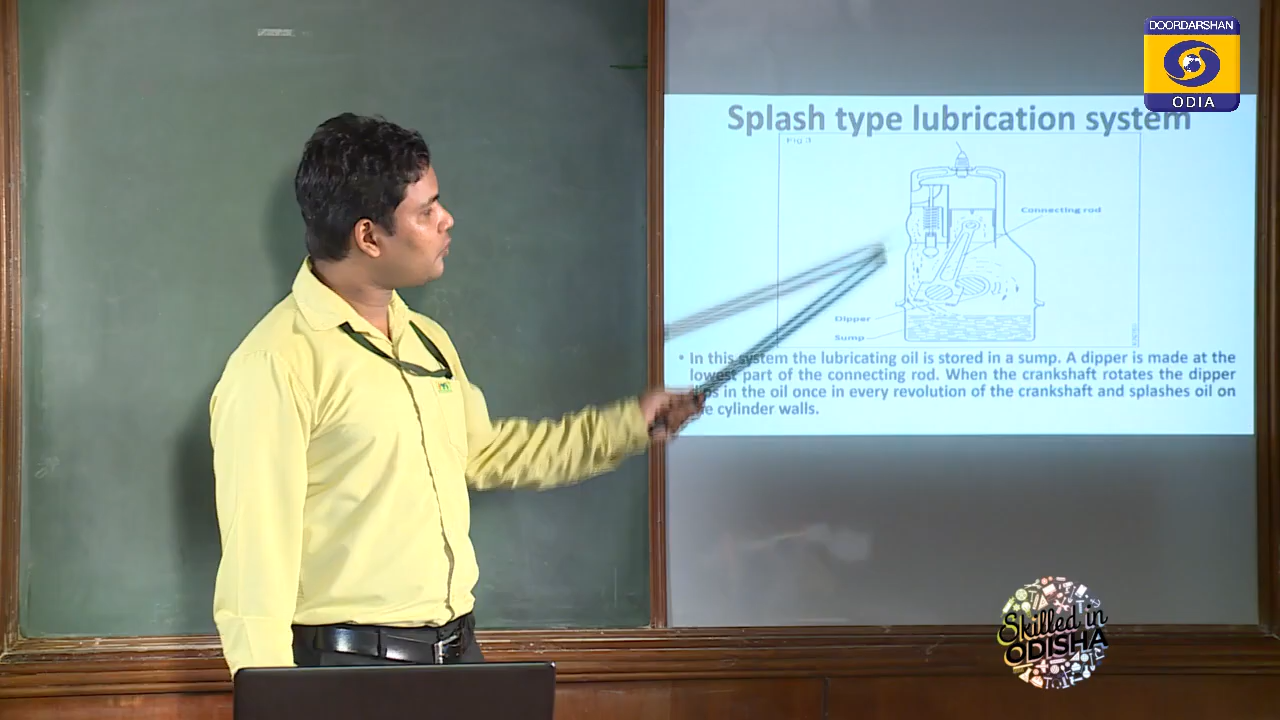 DOORDARSHAN
ODIA
Splash type lubrication system
Fig 3
Connecting rod
Dipper
Sump
• In this system the lubricating oil is stored in a sump. A dipper is made at the
lowest part of the connecting rod. When the crankshaft rotates the dipper
in the oil once in every revolution of the crankshaft and splashes oil on
cylinder walls.
Skilled in
ODISHA